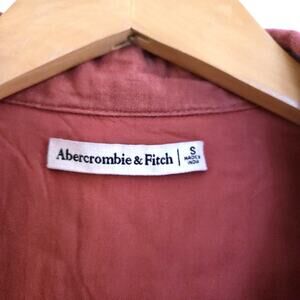 Abercrombie & Fitch
S
MADE IN
INDIA